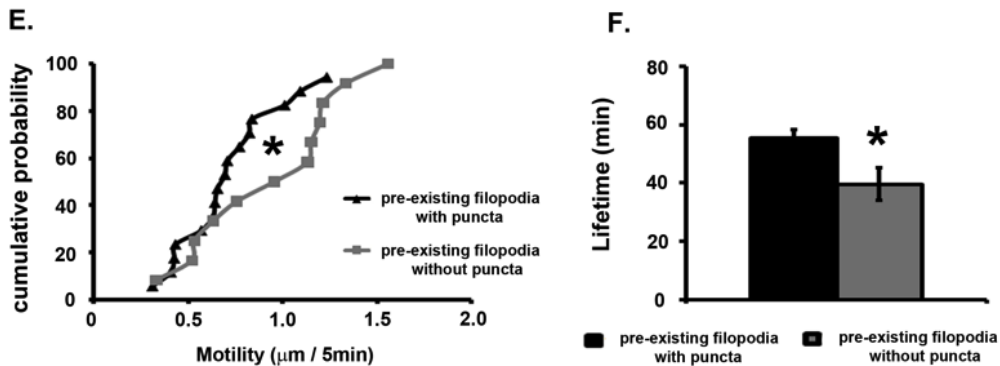 E.
cumulative probability
100
80
60
40
20
0
*
pre-existing filopodia
with puncta
pre-existing filopodia
without puncta
0
0.5
1.0
1.5
2.0
Motility (μm / 5min)
F.
Lifetime (min)
80
60
40
20
0
*
pre-existing filopodia
with puncta
pre-existing filopodia
without puncta